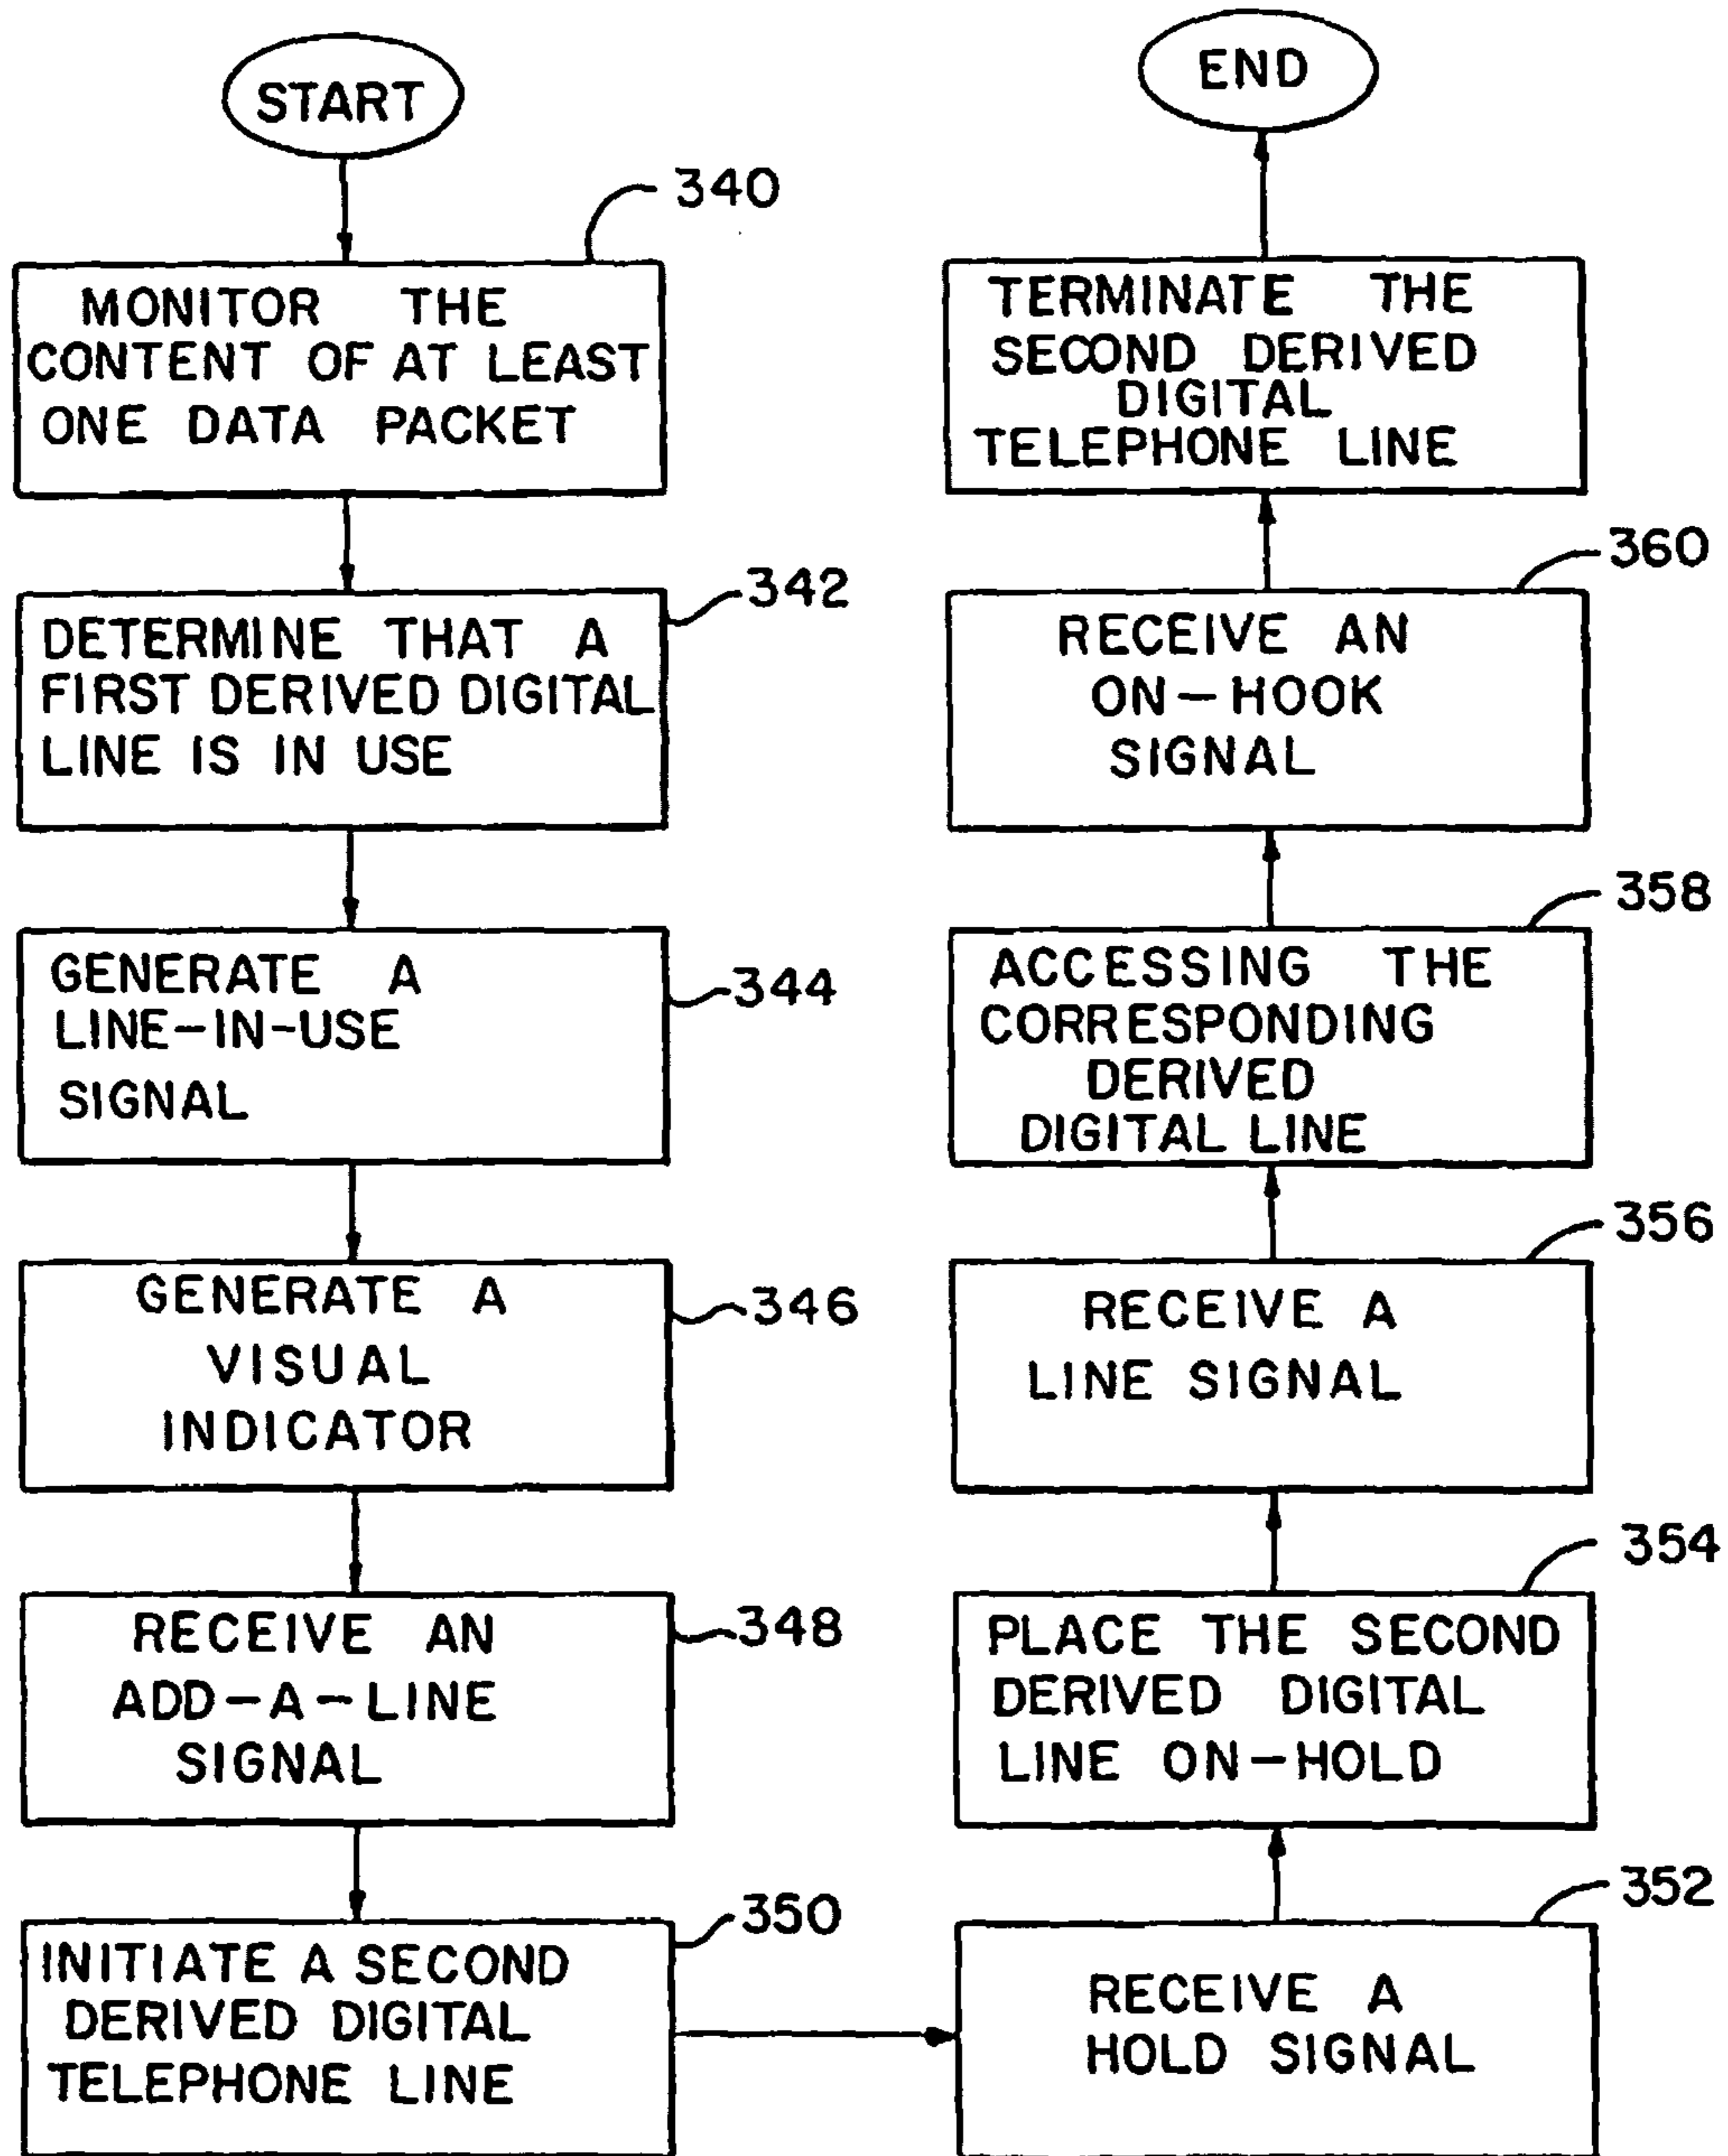 START
340
MONITOR THE
CONTENT OF AT LEAST
ONE DATA PACKET
342
DETERMINE THAT A
FIRST DERIVED DIGITAL
LINE IS IN USE
344
GENERATE A
LINE-IN-USE
SIGNAL
346
GENERATE A
VISUAL
INDICATOR
348
RECEIVE AN
ADD-A-LINE
SIGNAL
350
INITIATE A SECOND
DERIVED DIGITAL
TELEPHONE LINE
352
RECEIVE A
HOLD SIGNAL
354
PLACE THE SECOND
DERIVED DIGITAL
LINE ON-HOLD
356
RECEIVE A
LINE SIGNAL
358
ACCESSING THE
CORRESPONDING
DERIVED
DIGITAL LINE
360
RECEIVE AN
ON-HOOK
SIGNAL
TERMINATE THE
SECOND DERIVED
DIGITAL
TELEPHONE LINE
END